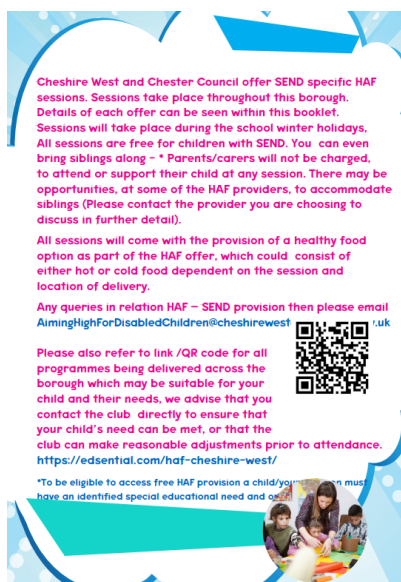 Cheshire West and Chester Council offer SEND specific HAF
sessions. Sessions take place throughout this borough.
Details of each offer can be seen within this booklet.
Sessions will take place during the school winter holidays,
All sessions are free for children with SEND. You can even
bring siblings along - * Parents/carers will not be charged,
to attend or support their child at any session. There may be
opportunities, at some of the HAF providers, to accommodate
siblings (Please contact the provider you are choosing to
discuss in further detail).
All sessions will come with the provision of a healthy food
option as part of the HAF offer, which could consist of
either hot or cold food dependent on the session and
location of delivery.
Any queries in relation HAF – SEND provision then please email
AimingHighForDisabledChildren@cheshirewest .uk
Please also refer to link /QR code for all
programmes being delivered across the
borough which may be suitable for your
child and their needs, we advise that you
contact the club directly to ensure that
your child's need can be met, or that the
club can make reasonable adjustments prior to attendance.
https://edsential.com/haf-cheshire-west/
*To be eligible to access free HAF provision a child/ must
have an identified special educational need and